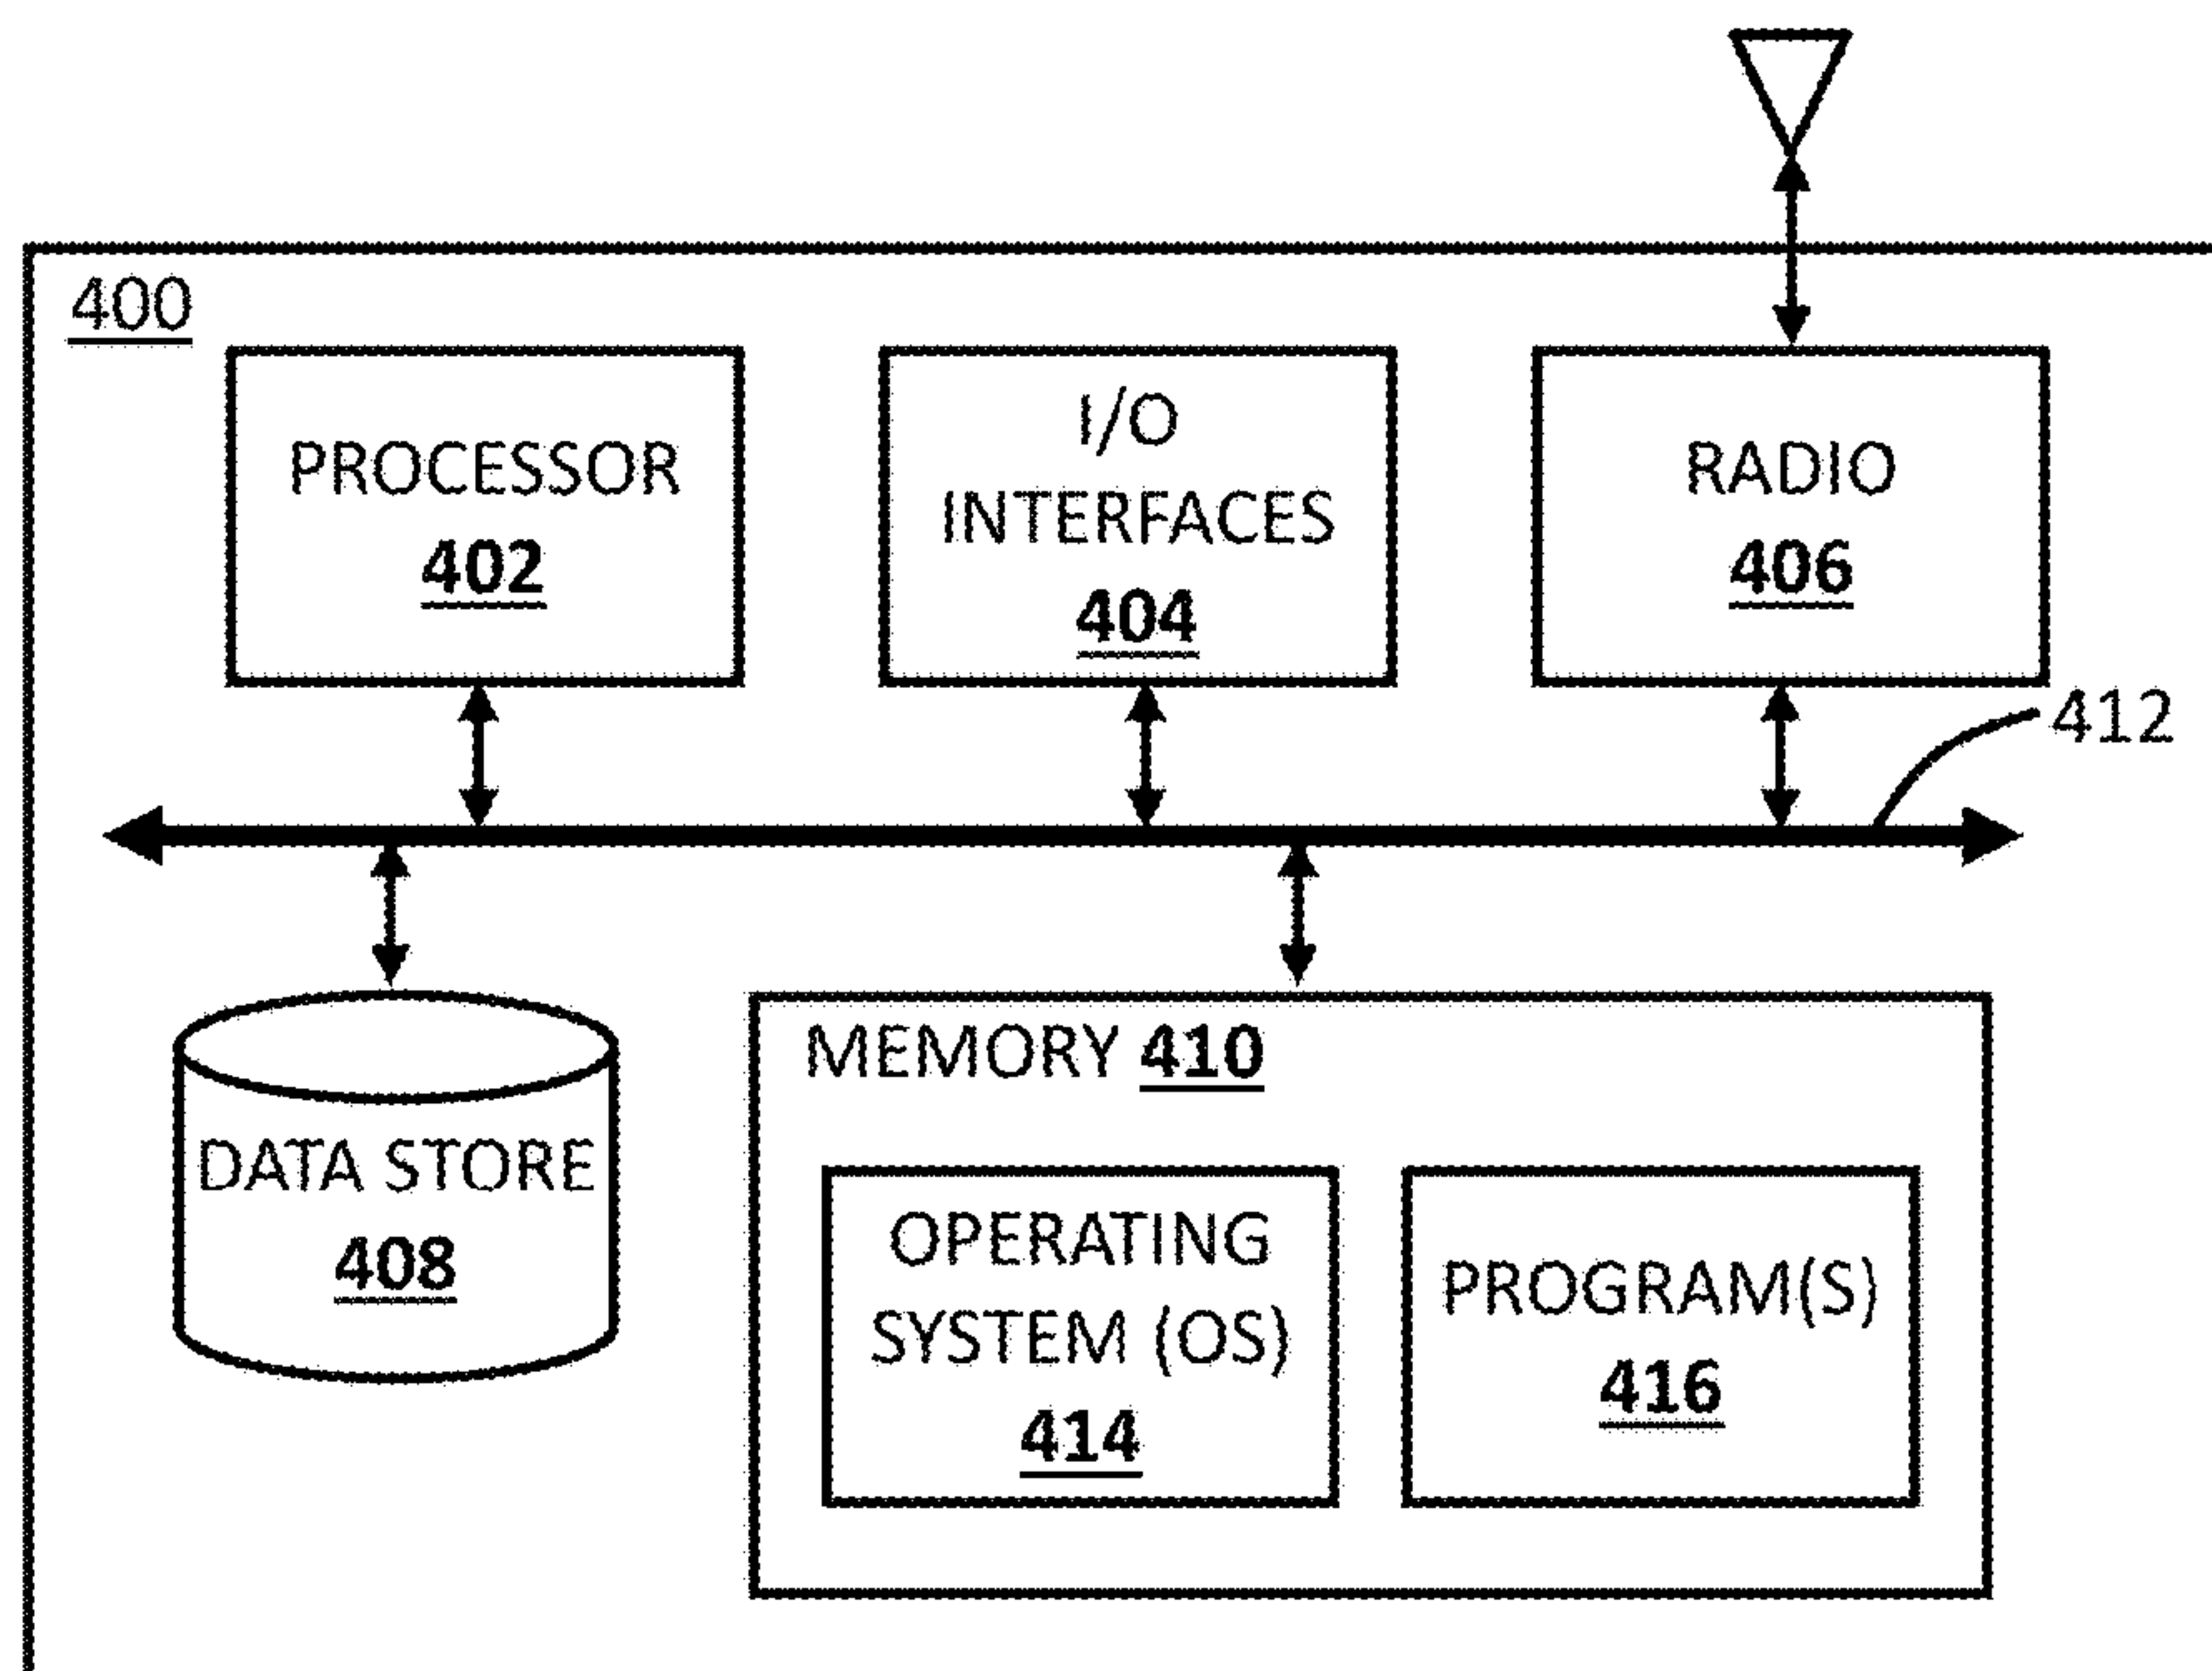 400
PROCESSOR
402
I/O
INTERFACES
404
RADIO
406
412
DATA STORE
408
MEMORY 410
OPERATING
SYSTEM (OS)
414
PROGRAM(S)
416